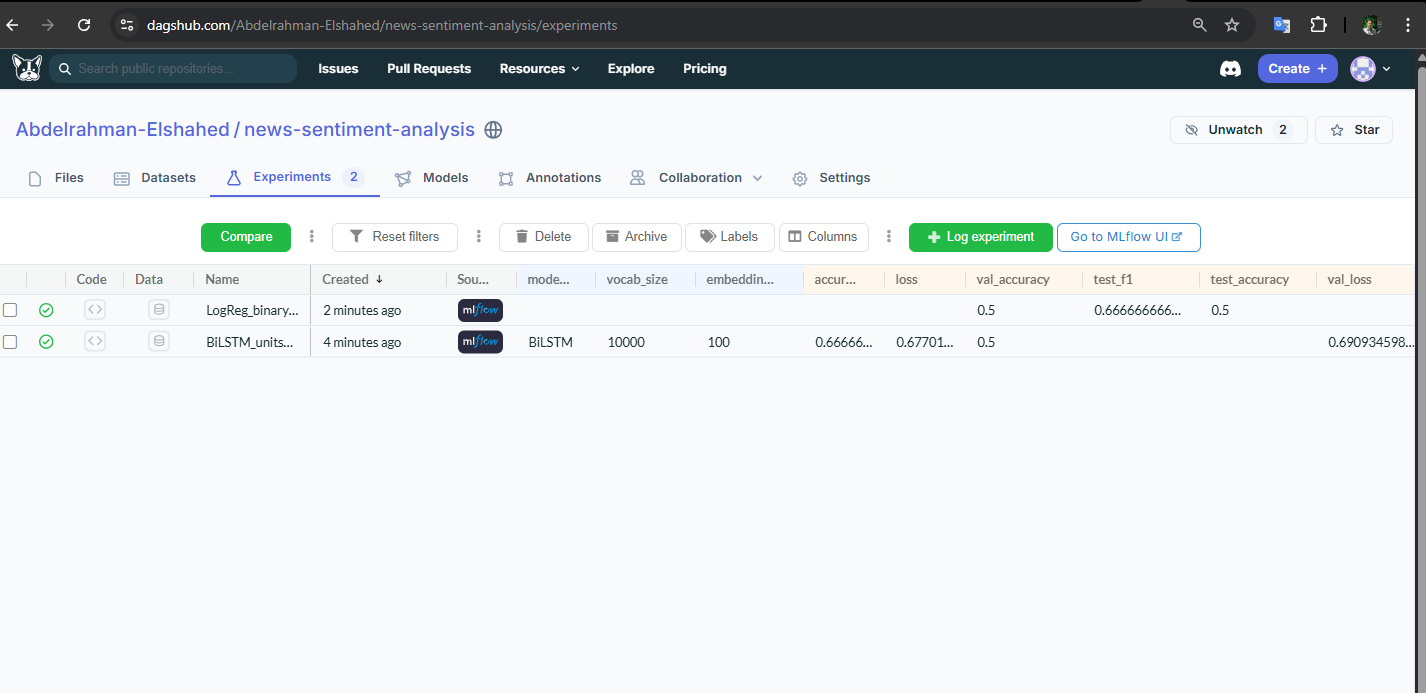 dagshub.com/Abdelrahman-Elshahed/news-sentiment-analysis/experiments
Search public repositories... Issues Pull Requests Resources Explore Pricing Create +
Abdelrahman-Elshahed / news-sentiment-analysis Unwatch 2 Star
Files Datasets Experiments 2 Models Annotations Collaboration Settings
Compare Reset filters Delete Archive Labels Columns Log experiment Go to MLflow UI
Code Data Name Created ↓ Sou... mode... vocab_size embeddin... accur... loss val_accuracy test_f1 test_accuracy val_loss
LogReg_binary... 2 minutes ago mlflow 0.5 0.666666666... 0.5
BiLSTM_units... 4 minutes ago mlflow BiLSTM 10000 100 0.66666... 0.67701... 0.5 0.690934598...